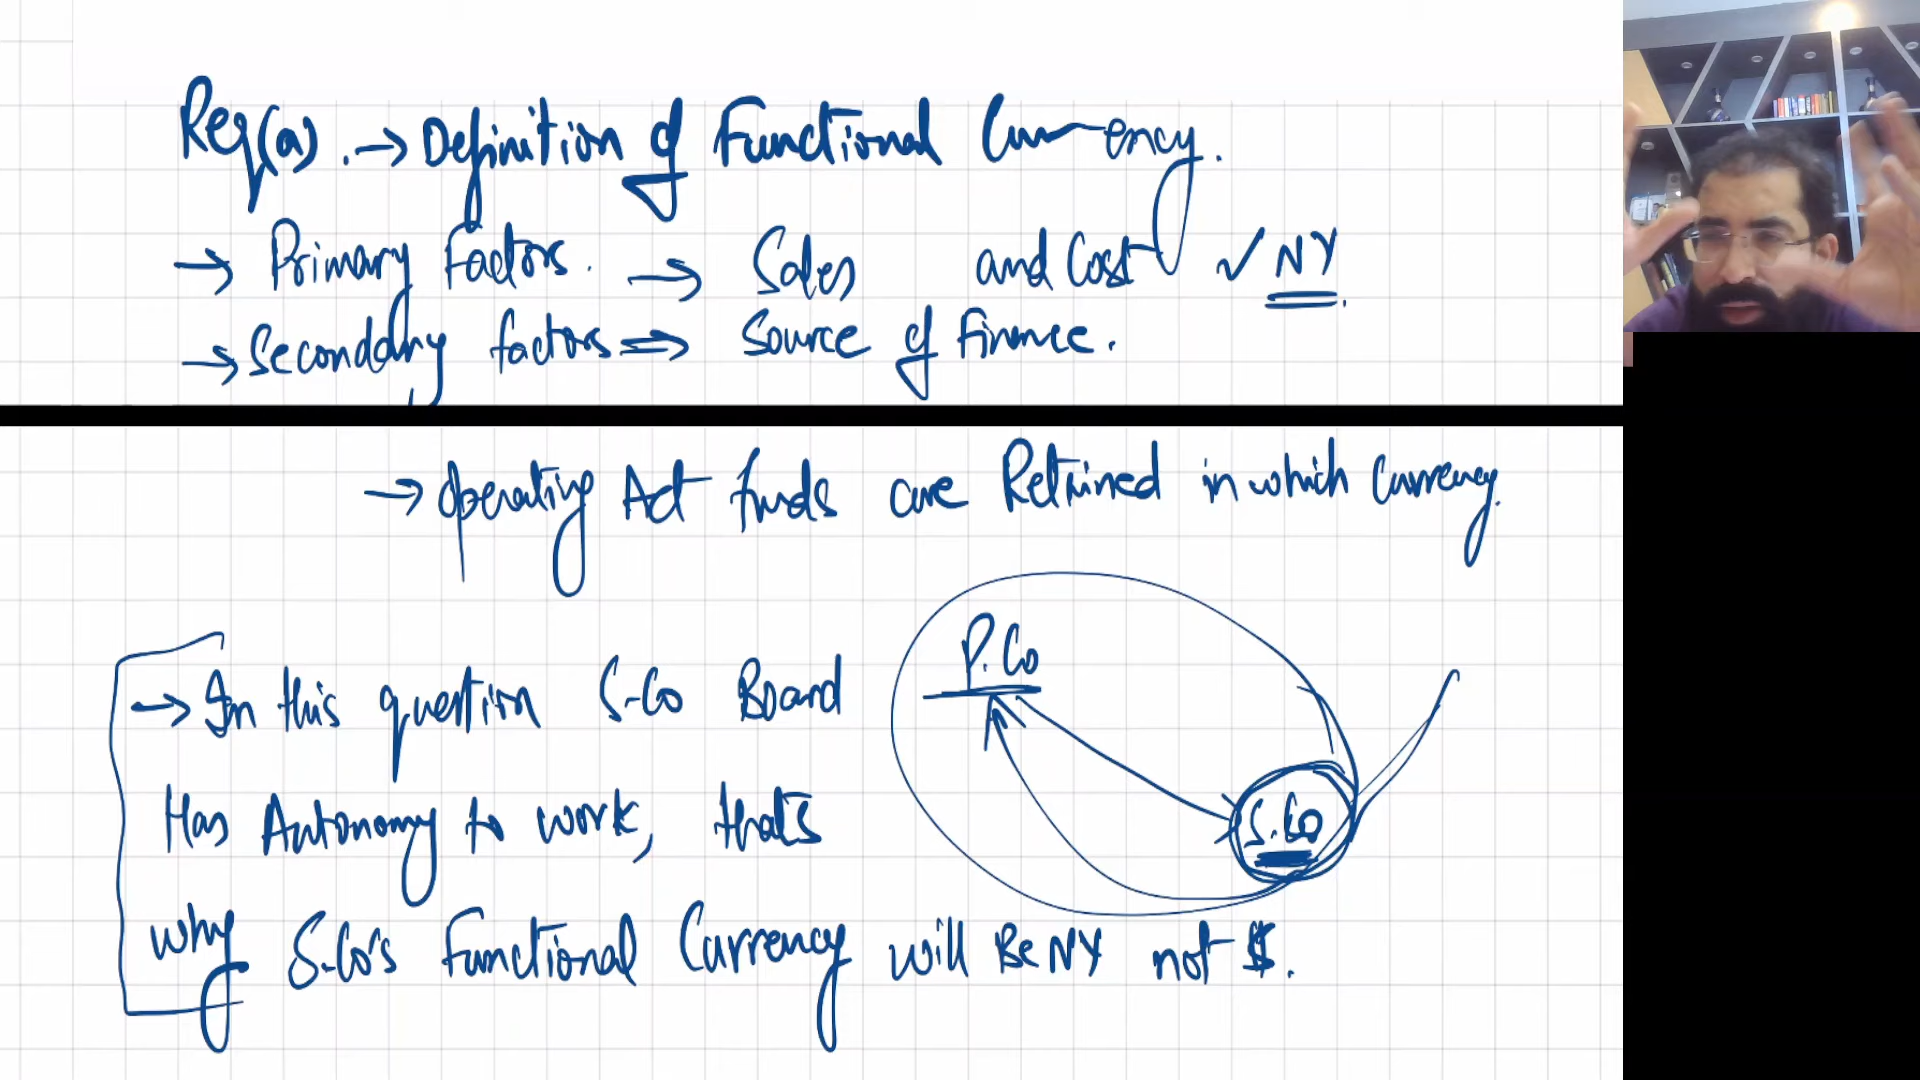 Req(a). → Definition of Functional Currency.
→ Primary Factors. → Sales and Cost ✓ NY.
→ Secondary factors ⇒ Source of Finance.
→ Operating Act funds are Retained in which Currency.
P.Co
→ In this question S-Co Board
S.Co
Has Autonomy to work, that's
why S-Co's Functional Currency will Be NY not $.